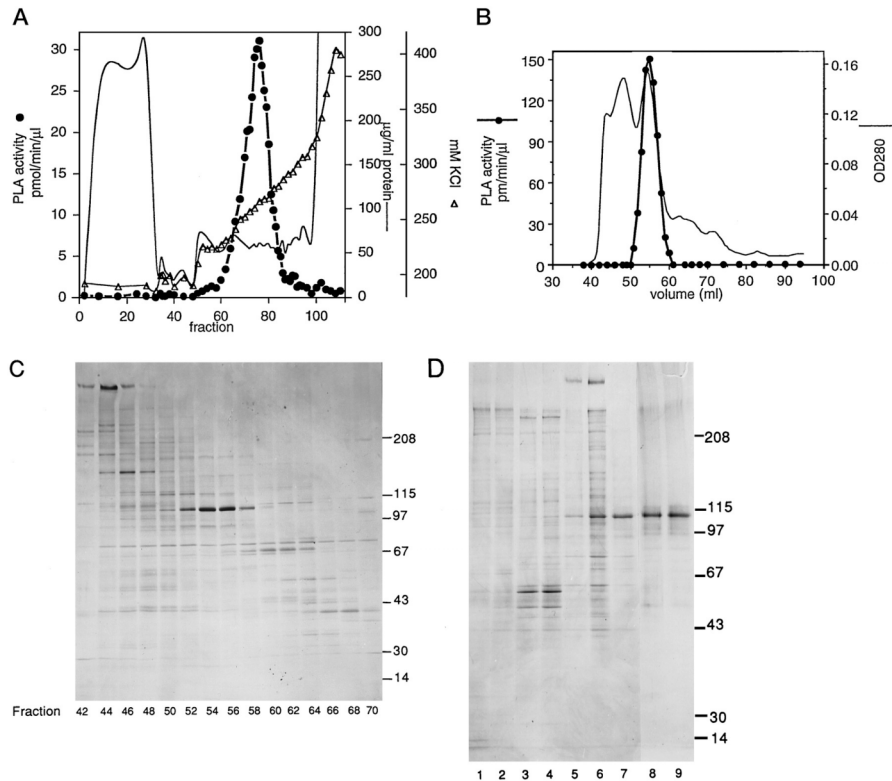 A
PLA activity
pmol/min/µl
30
25
20
15
10
5
0
0 20 40 60 80 100
fraction
300
250
200
150
100
50
0
µg/ml protein
400
350
300
250
200
mM KCl
B
PLA activity
pm/min/µl
150
120
90
60
30
0
30 40 50 60 70 80 90 100
volume (ml)
0.16
0.12
0.08
0.04
0.00
OD280
C
208
115
97
67
43
30
14
Fraction 42 44 46 48 50 52 54 56 58 60 62 64 66 68 70
D
208
115
97
67
43
30
14
1 2 3 4 5 6 7 8 9